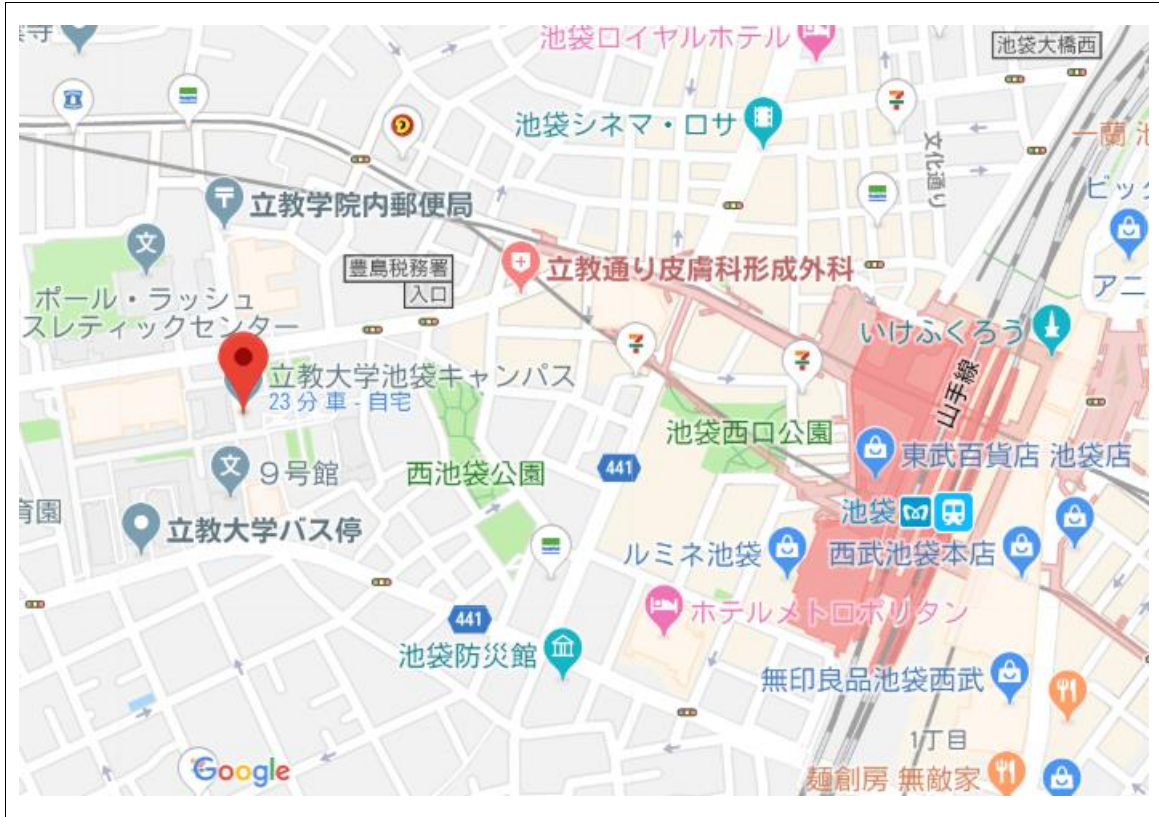 池袋ロイヤルホテル
池袋大橋西
池袋シネマ・ロサ
文化通り
一蘭 池
ビック
立教学院内郵便局
豊島税務署
入口
立教通り皮膚科形成外科
アニ
ポール・ラッシュ
スレティックセンター
いけふくろう
山手線
立教大学池袋キャンパス
23 分 車 - 自宅
池袋西口公園
東武百貨店 池袋店
9号館
西池袋公園
441
育園
立教大学バス停
池袋
ルミネ池袋
西武池袋本店
ホテルメトロポリタン
441
池袋防災館
無印良品池袋西武
1丁目
Google
麺創房 無敵家